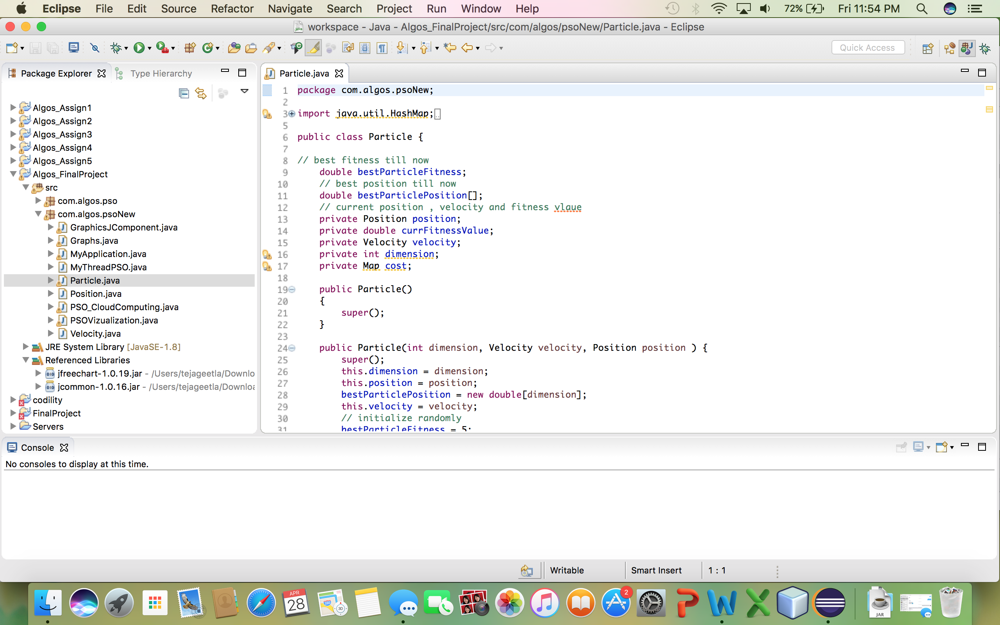 Eclipse File Edit Source Refactor Navigate Search Project Run Window Help 72% Fri 11:54 PM
workspace - Java - Algos_FinalProject/src/com/algos/psoNew/Particle.java - Eclipse
Quick Access
Package Explorer Type Hierarchy
Particle.java
Algos_Assign1
Algos_Assign2
Algos_Assign3
Algos_Assign4
Algos_Assign5
Algos_FinalProject
src
com.algos.pso
com.algos.psoNew
GraphicsJComponent.java
Graphs.java
MyApplication.java
MyThreadPSO.java
Particle.java
Position.java
PSO_CloudComputing.java
PSOVizualization.java
Velocity.java
JRE System Library [JavaSE-1.8]
Referenced Libraries
jfreechart-1.0.19.jar - /Users/tejageetla/Downlo
jcommon-1.0.16.jar - /Users/tejageetla/Downloa
codility
FinalProject
Servers
1 package com.algos.psoNew;
2
3 import java.util.HashMap;
5
6 public class Particle {
7
8 // best fitness till now
9 double bestParticleFitness;
10 // best position till now
11 double bestParticlePosition[];
12 // current position , velocity and fitness vlaue
13 private Position position;
14 private double currFitnessValue;
15 private Velocity velocity;
16 private int dimension;
17 private Map cost;
18
19 public Particle()
20 {
21 super();
22 }
23
24 public Particle(int dimension, Velocity velocity, Position position ) {
25 super();
26 this.dimension = dimension;
27 this.position = position;
28 bestParticlePosition = new double[dimension];
29 this.velocity = velocity;
30 // initialize randomly
31 bestParticleFitness = 5;
Console
No consoles to display at this time.
Writable Smart Insert 1 : 1
APR
28
280
3D
2
JAR